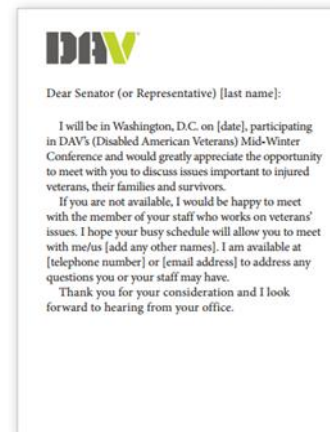 DAV
Dear Senator (or Representative) [last name]:
I will be in Washington, D.C. on [date], participating
in DAV's (Disabled American Veterans) Mid-Winter
Conference and would greatly appreciate the opportunity
to meet with you to discuss issues important to injured
veterans, their families and survivors.
If you are not available, I would be happy to meet
with the member of your staff who works on veterans'
issues. I hope your busy schedule will allow you to meet
with me/us [add any other names]. I am available at
[telephone number] or [email address] to address any
questions you or your staff may have.
Thank you for your consideration and I look
forward to hearing from your office.